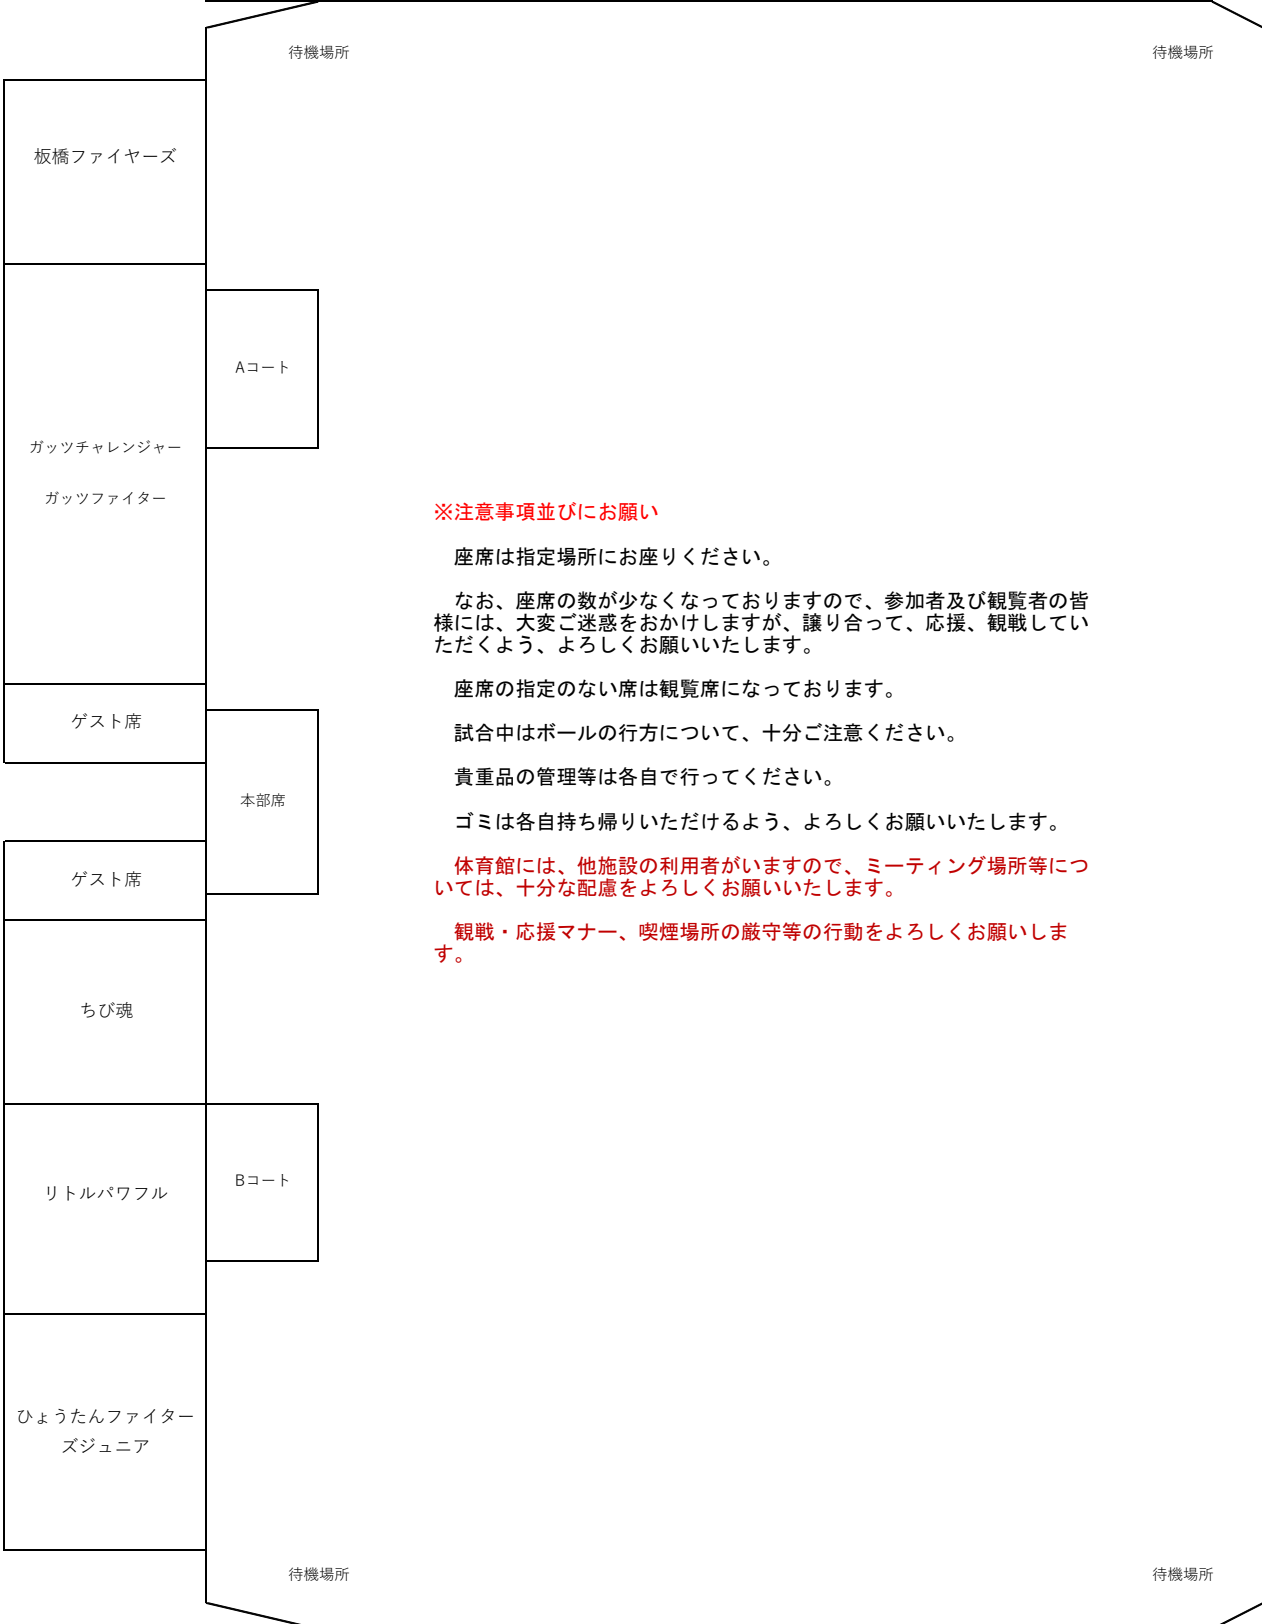 待機場所
待機場所
板橋ファイヤーズ
Aコート
ガッツチャレンジャー
ガッツファイター
※注意事項並びにお願い
　座席は指定場所にお座りください。
　なお、座席の数が少なくなっておりますので、参加者及び観覧者の皆
様には、大変ご迷惑をおかけしますが、譲り合って、応援、観戦してい
ただくよう、よろしくお願いいたします。
　座席の指定のない席は観覧席になっております。
　試合中はボールの行方について、十分ご注意ください。
　貴重品の管理等は各自で行ってください。
　ゴミは各自持ち帰りいただけるよう、よろしくお願いいたします。
　体育館には、他施設の利用者がいますので、ミーティング場所等につ
いては、十分な配慮をよろしくお願いいたします。
　観戦・応援マナー、喫煙場所の厳守等の行動をよろしくお願いしま
す。
ゲスト席
本部席
ゲスト席
ちび魂
リトルパワフル
Bコート
ひょうたんファイター
ズジュニア
待機場所
待機場所